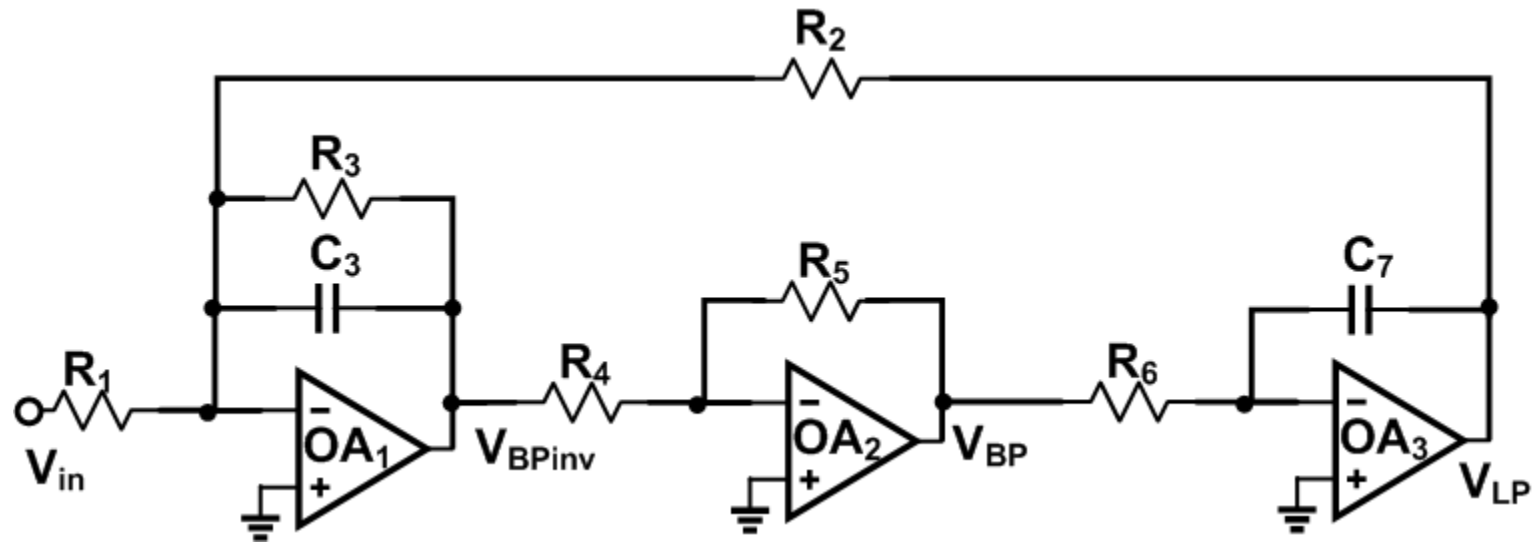 R2
R3
C3
R5
C7
R1
R4
R6
−
OA1
+
−
OA2
+
−
OA3
+
Vin
VBPinv
VBP
VLP